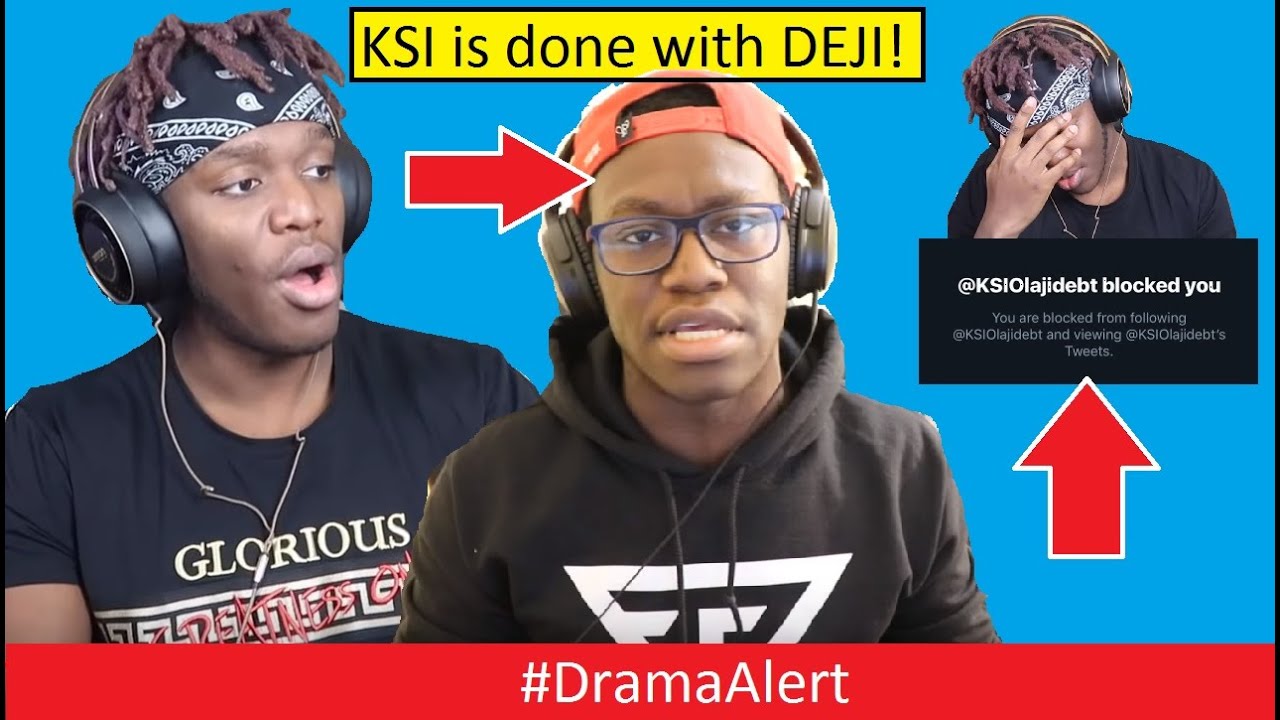 KSI is done with DEJI!
@KSIOlajidebt blocked you
You are blocked from following
@KSIOlajidebt and viewing @KSIOlajidebt's
Tweets.
GLORIOUS
#DramaAlert